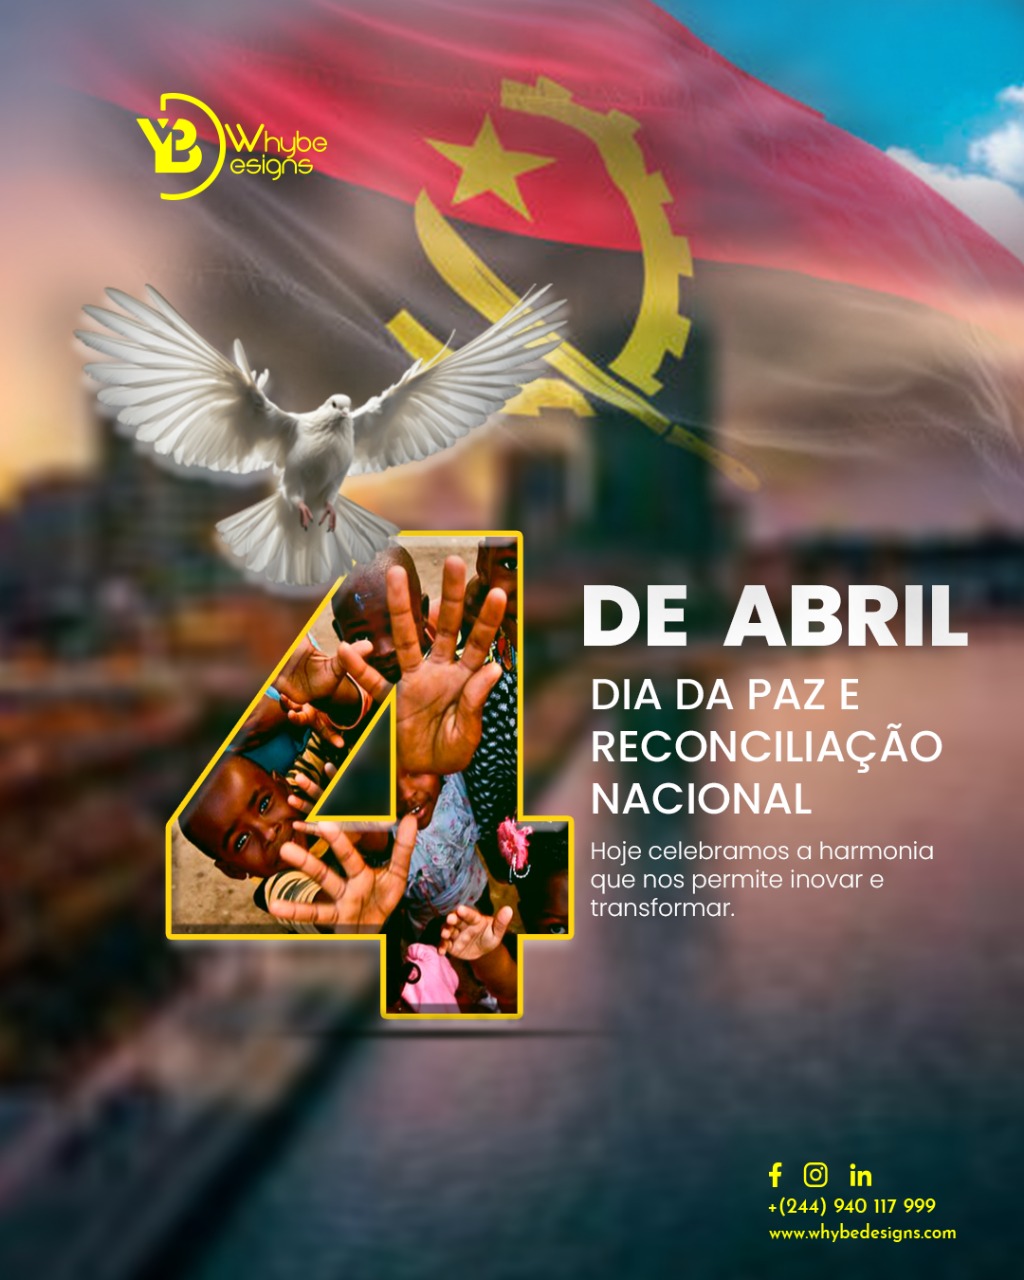 Whybe
Designs
4
DE ABRIL
DIA DA PAZ E
RECONCILIAÇÃO
NACIONAL
Hoje celebramos a harmonia
que nos permite inovar e
transformar.
+(244) 940 117 999
www.whybedesigns.com